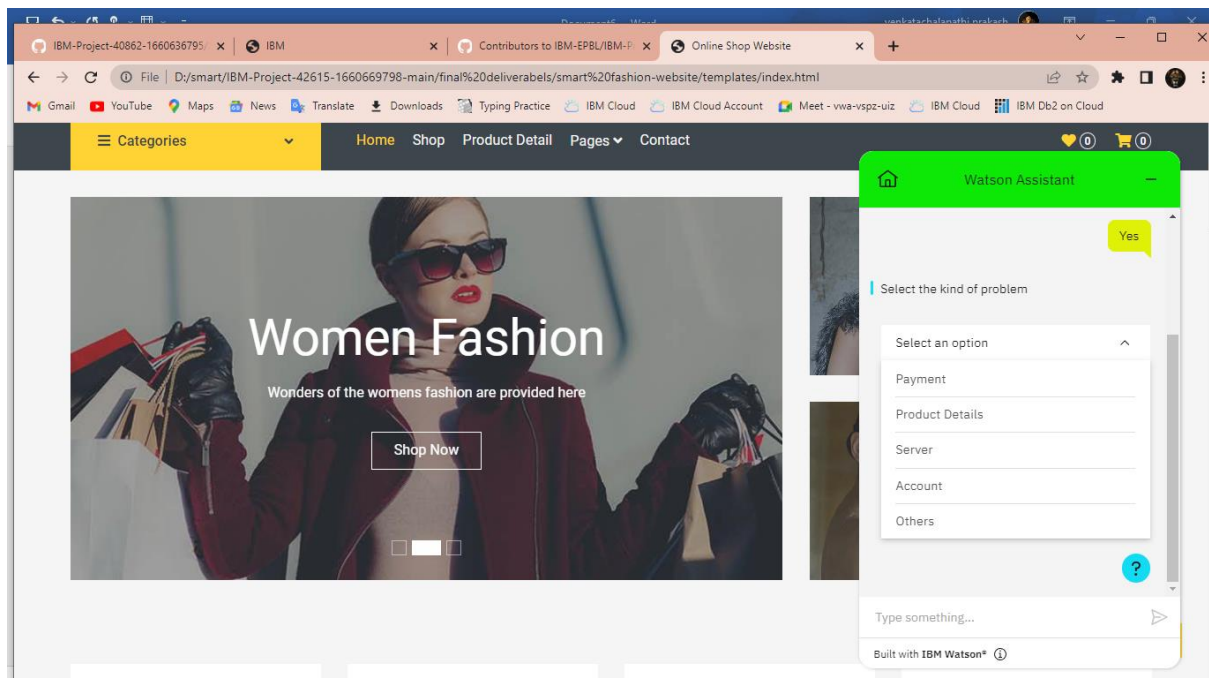 Document6 - Word venkatachalapathi prakash
IBM-Project-40862-1660636795/ IBM Contributors to IBM-EPBL/IBM-P Online Shop Website
File D:/smart/IBM-Project-42615-1660669798-main/final%20deliverabels/smart%20fashion-website/templates/index.html
Gmail YouTube Maps News Translate Downloads Typing Practice IBM Cloud IBM Cloud Account Meet - vwa-vspz-uiz IBM Cloud IBM Db2 on Cloud
Categories Home Shop Product Detail Pages Contact 0 0
Watson Assistant
Yes
Select the kind of problem
Select an option
Payment
Product Details
Server
Account
Others
?
Type something...
Built with IBM Watson®
Women Fashion
Wonders of the womens fashion are provided here
Shop Now